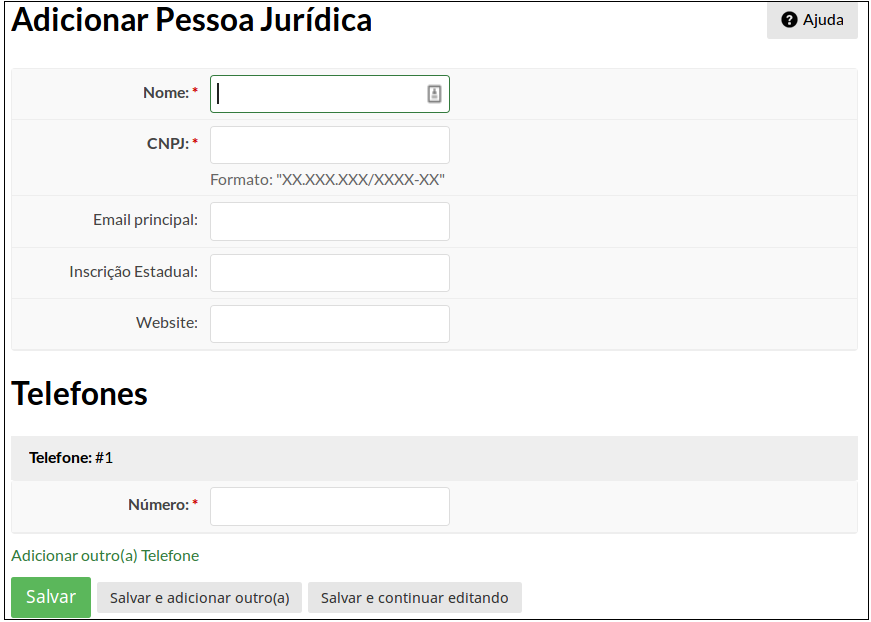 Adicionar Pessoa Jurídica
Ajuda
Nome: *
CNPJ: *
Formato: "XX.XXX.XXX/XXXX-XX"
Email principal:
Inscrição Estadual:
Website:
Telefones
Telefone: #1
Número: *
Adicionar outro(a) Telefone
Salvar
Salvar e adicionar outro(a)
Salvar e continuar editando